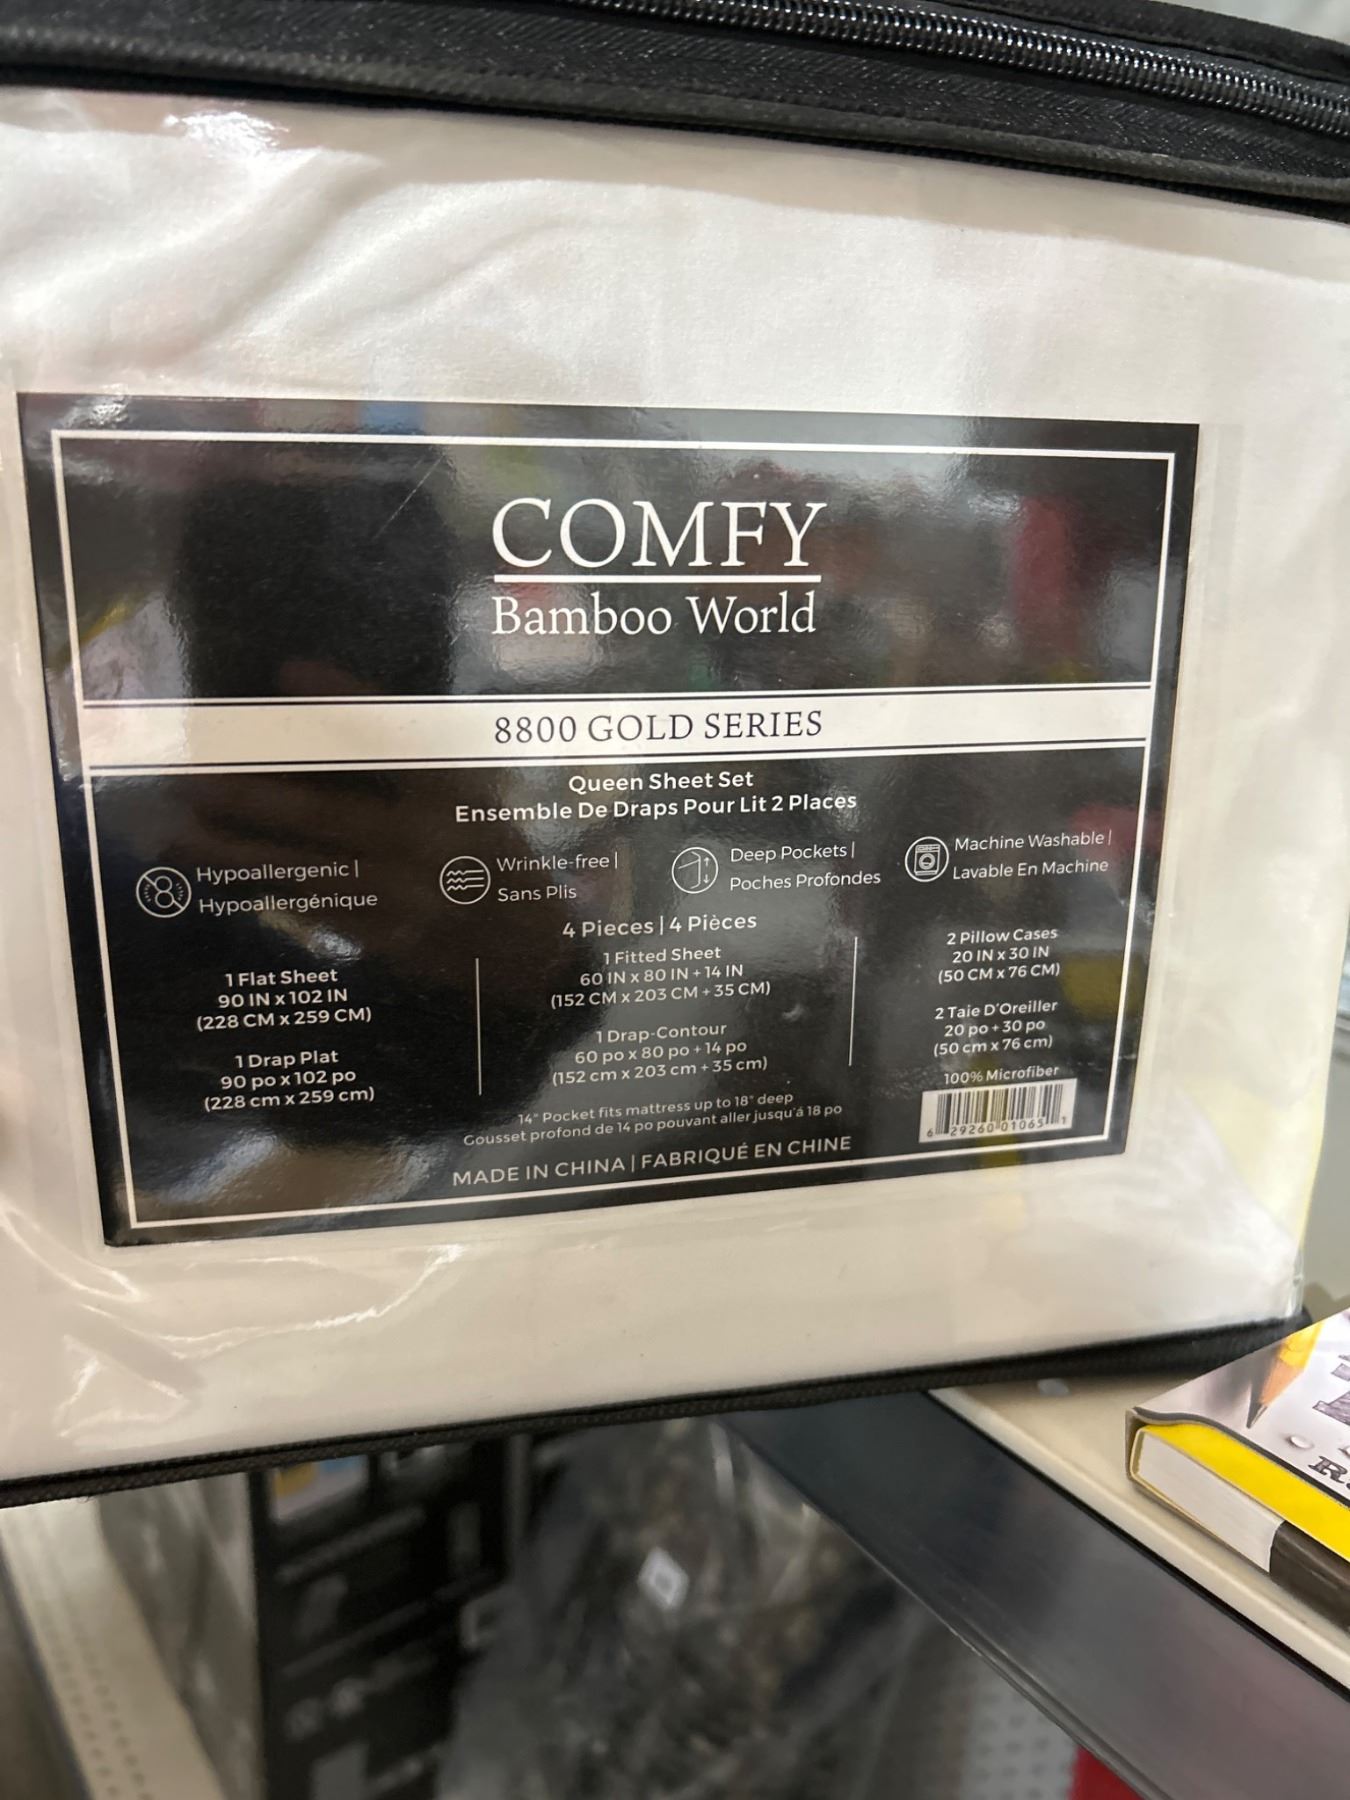 COMFY
Bamboo World
8800 GOLD SERIES
Queen Sheet Set
Ensemble De Draps Pour Lit 2 Places
Hypoallergenic |
Hypoallergénique
Wrinkle-free |
Sans Plis
Deep Pockets |
Poches Profondes
Machine Washable |
Lavable En Machine
4 Pieces | 4 Pièces
1 Flat Sheet
90 IN x 102 IN
(228 CM x 259 CM)
1 Drap Plat
90 po x 102 po
(228 cm x 259 cm)
1 Fitted Sheet
60 IN x 80 IN + 14 IN
(152 CM x 203 CM + 35 CM)
1 Drap-Contour
60 po x 80 po + 14 po
(152 cm x 203 cm + 35 cm)
2 Pillow Cases
20 IN x 30 IN
(50 CM x 76 CM)
2 Taie D'Oreiller
20 po + 30 po
(50 cm x 76 cm)
100% Microfiber
6 29260 01065 1
14" Pocket fits mattress up to 18" deep
Gousset profond de 14 po pouvant aller jusqu'á 18 po
MADE IN CHINA | FABRIQUÉ EN CHINE